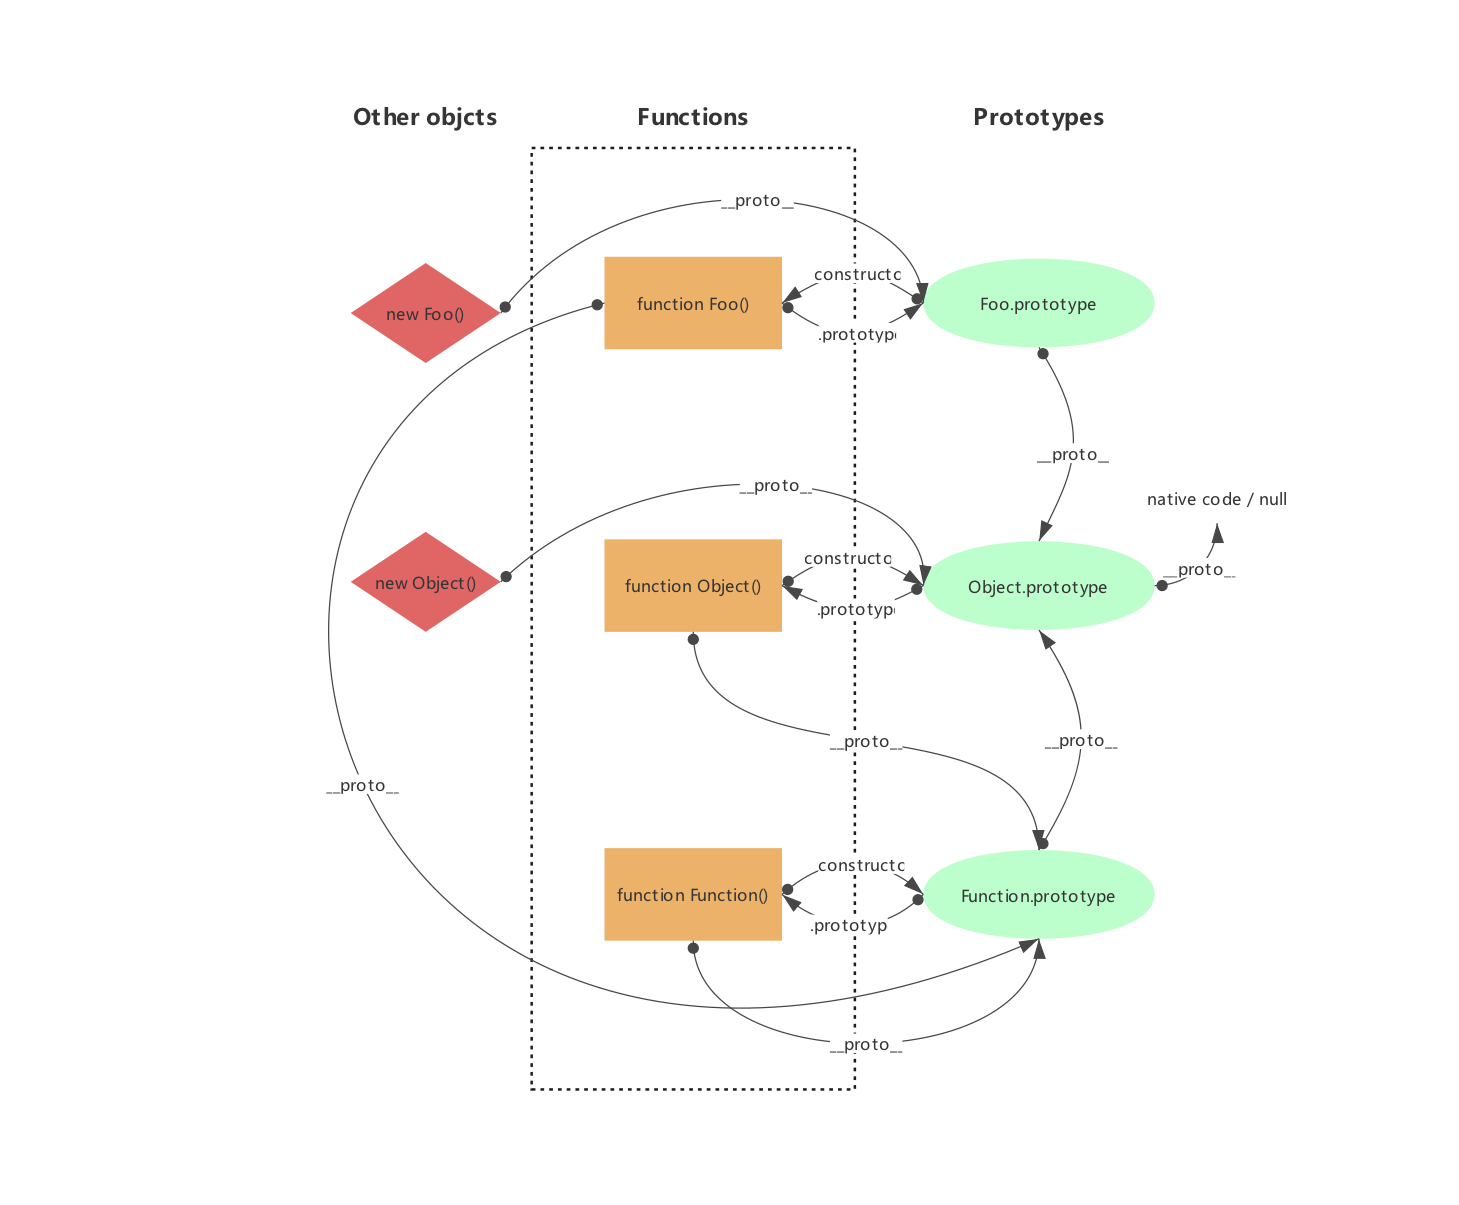 Other objcts
Functions
Prototypes
__proto__
constructo
new Foo()
function Foo()
Foo.prototype
.prototype
__proto__
__proto__
native code / null
constructo
__proto__
new Object()
function Object()
Object.prototype
.prototype
__proto__
__proto__
__proto__
constructo
function Function()
Function.prototype
.prototyp
__proto__